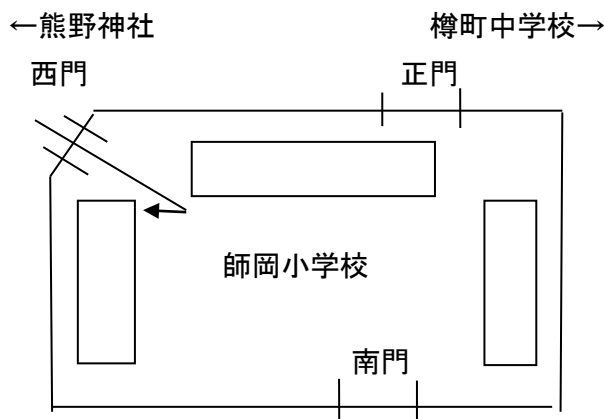 ←熊野神社
樽町中学校→
西門
正門
師岡小学校
南門